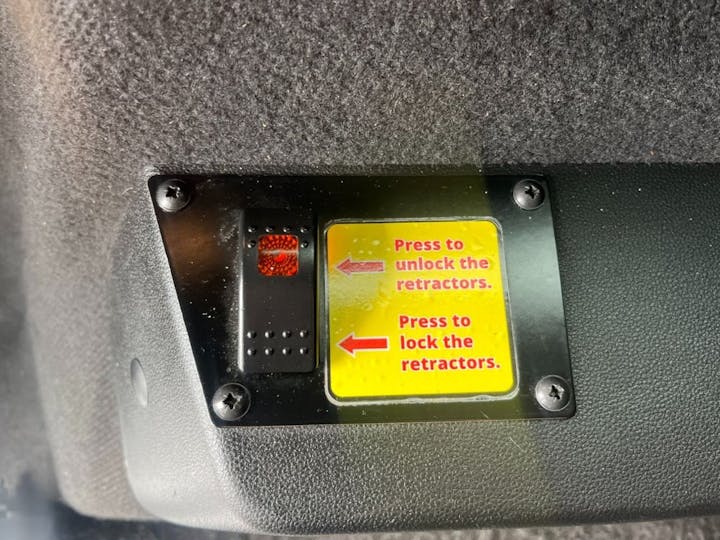 Press to
unlock the
retractors.
Press to
lock the
retractors.